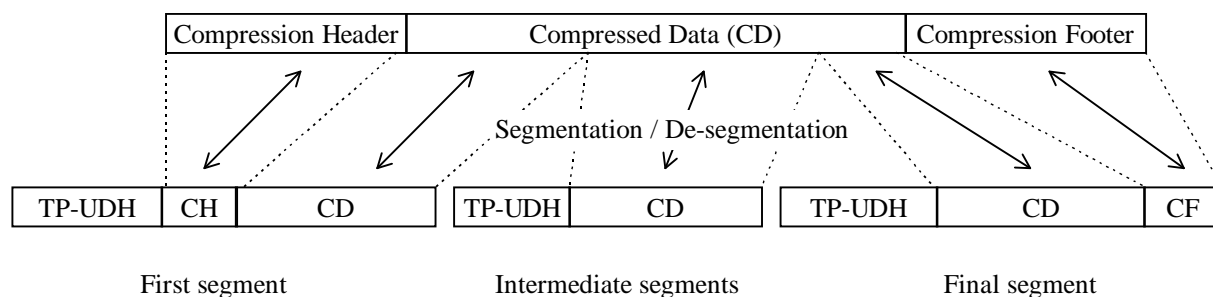 Compression Header Compressed Data (CD) Compression Footer
Segmentation / De-segmentation
TP-UDH CH CD TP-UDH CD TP-UDH CD CF
First segment Intermediate segments Final segment